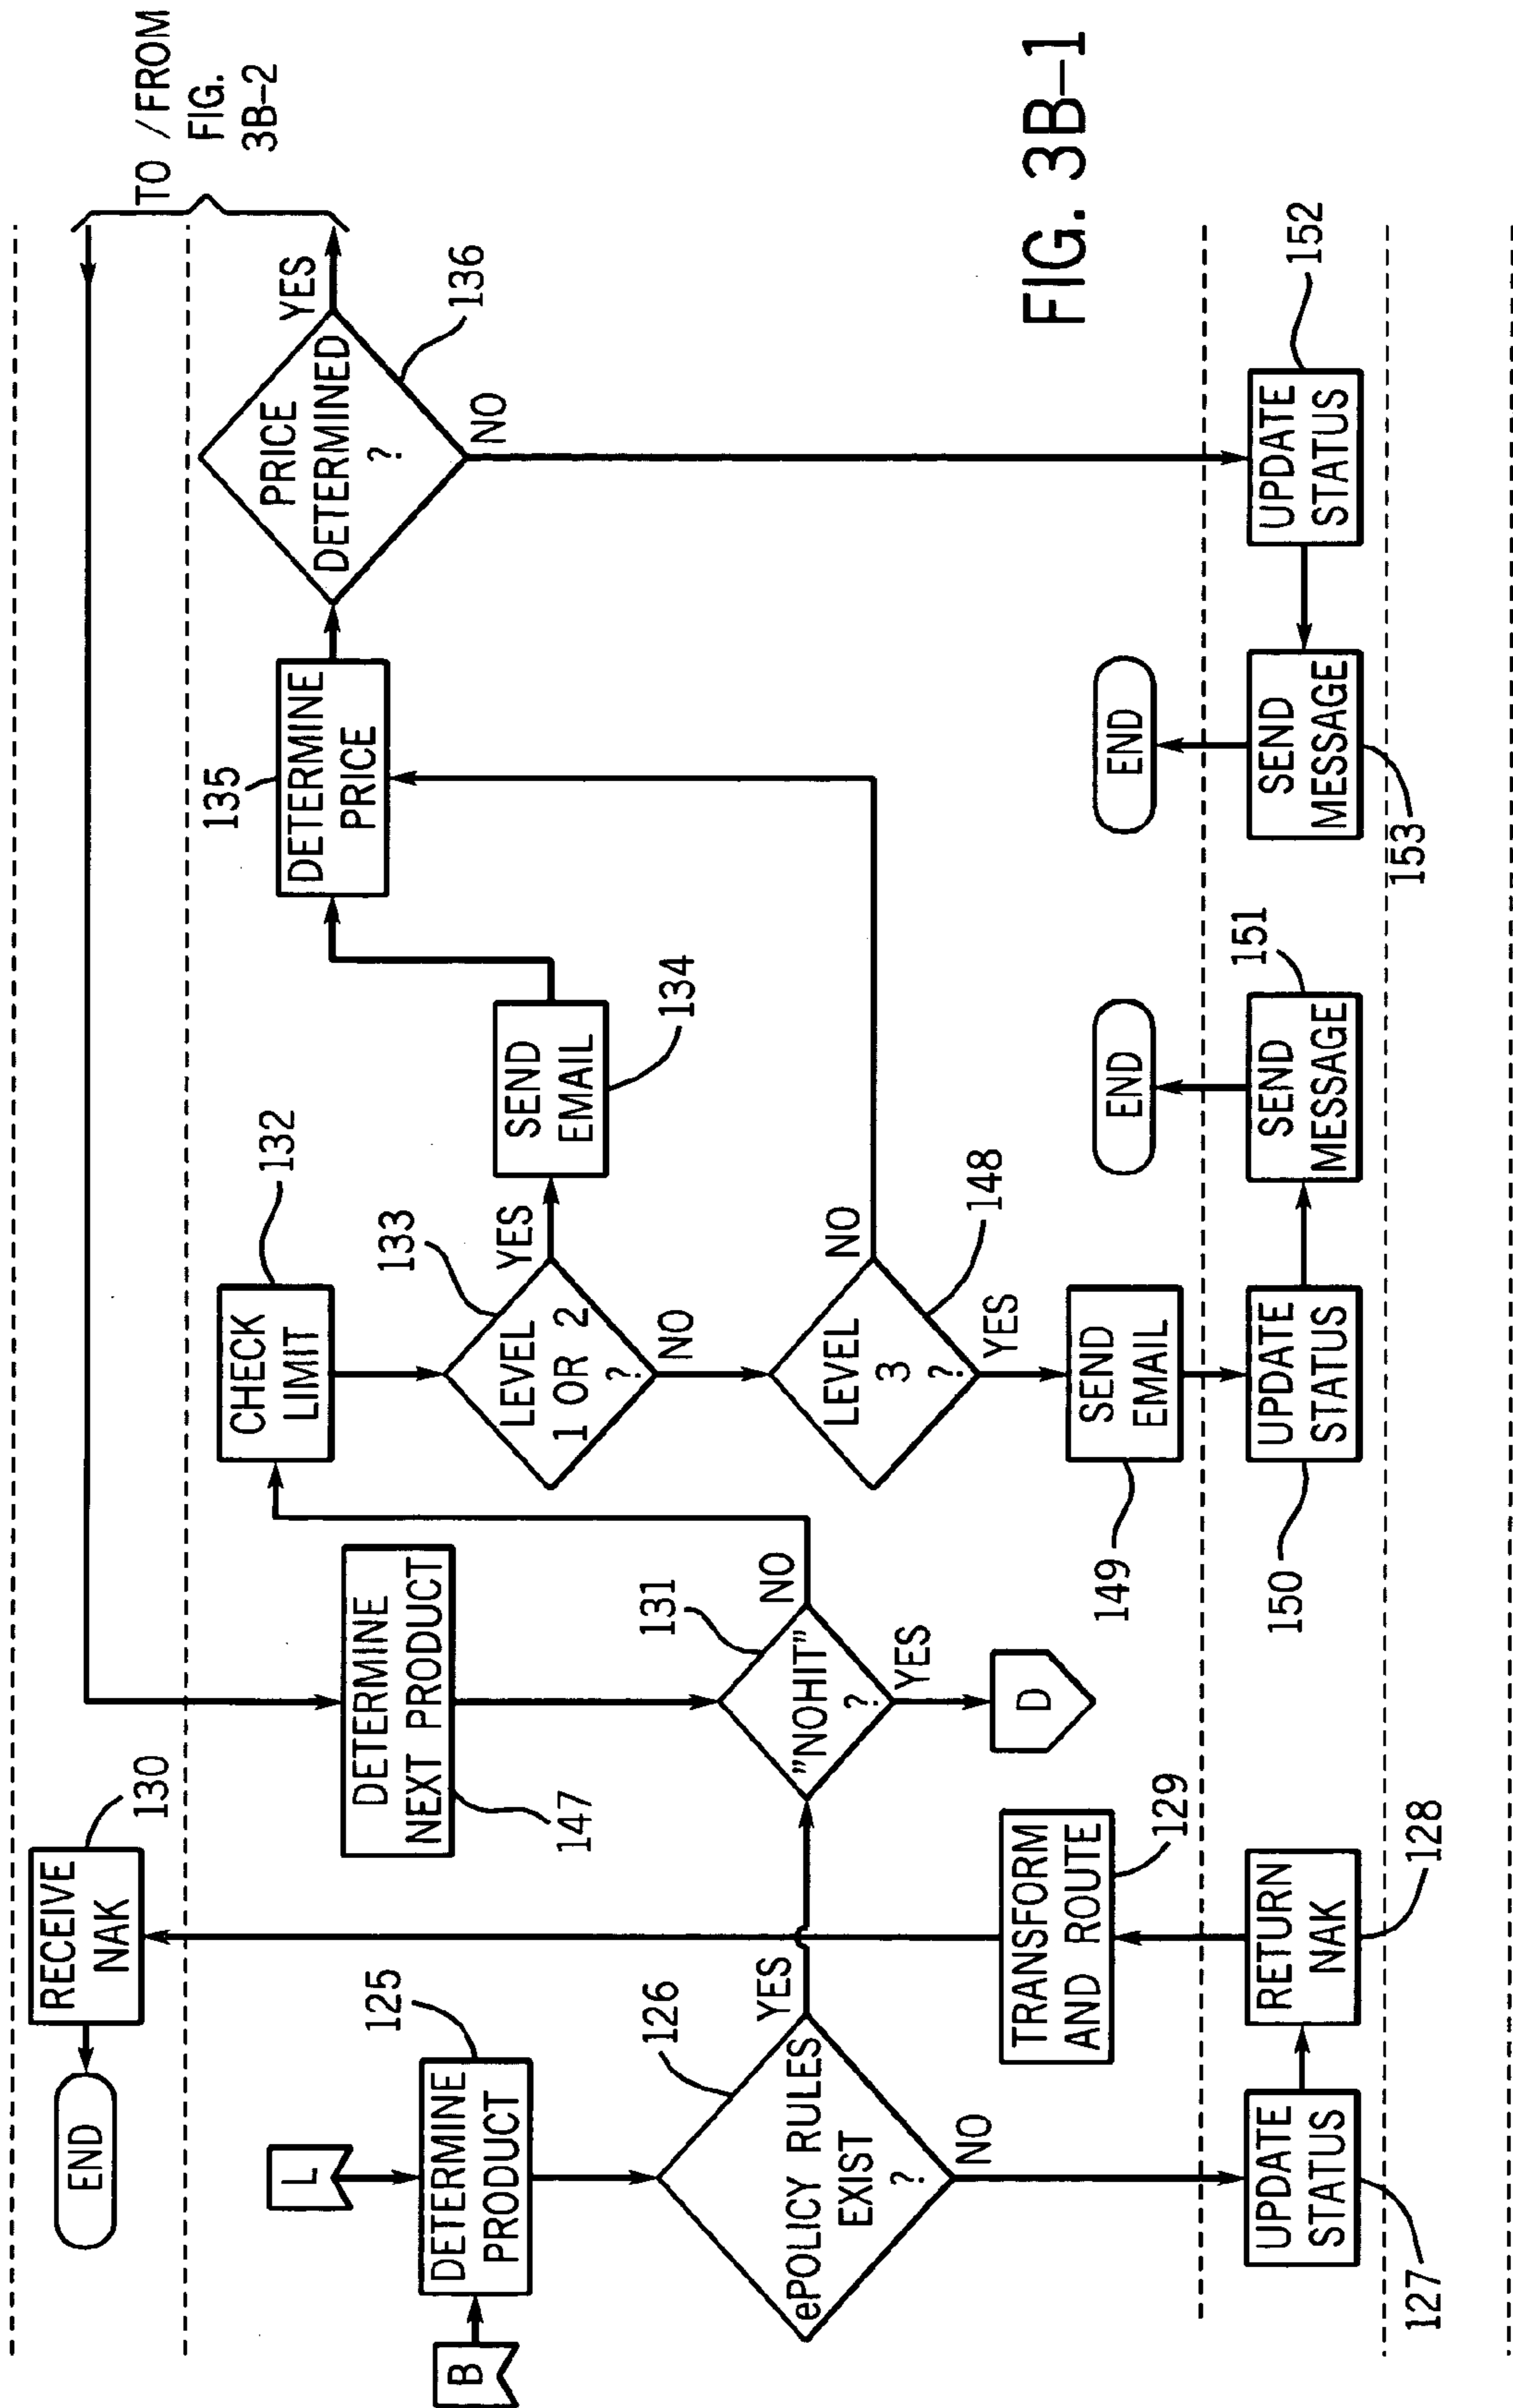 TO / FROM
FIG.
3B-2
RECEIVE
NAK
130
END
L
B
DETERMINE
PRODUCT
125
ePOLICY RULES
EXIST
?
126
YES
NO
UPDATE
STATUS
127
RETURN
NAK
128
TRANSFORM
AND ROUTE
129
DETERMINE
NEXT PRODUCT
147
"NOHIT"
?
131
NO
YES
D
CHECK
LIMIT
132
LEVEL
1 OR 2
?
133
YES
NO
SEND
EMAIL
134
LEVEL
3
?
148
NO
YES
SEND
EMAIL
149
UPDATE
STATUS
150
SEND
MESSAGE
151
END
DETERMINE
PRICE
135
PRICE
DETERMINED
?
136
YES
NO
UPDATE
STATUS
152
SEND
MESSAGE
153
END
FIG. 3B-1